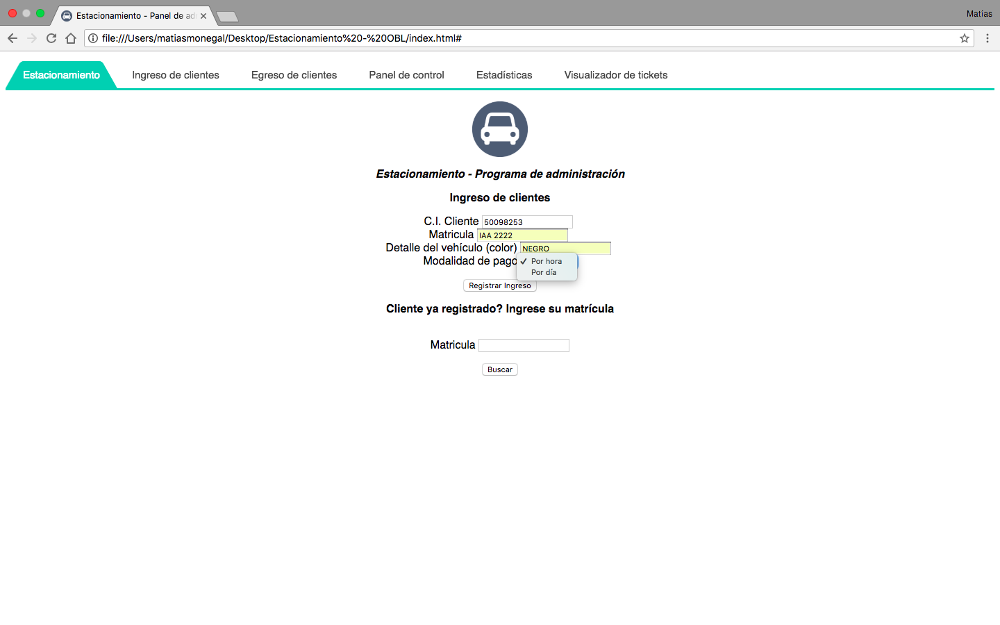 Estacionamiento - Panel de ad
Matias
file:///Users/matiasmonegal/Desktop/Estacionamiento%20-%20OBL/index.html#
Estacionamiento Ingreso de clientes Egreso de clientes Panel de control Estadísticas Visualizador de tickets
Estacionamiento - Programa de administración
Ingreso de clientes
C.I. Cliente 50098253
Matricula IAA 2222
Detalle del vehículo (color) NEGRO
Modalidad de pago Por hora
Por día
Registrar Ingreso
Cliente ya registrado? Ingrese su matrícula
Matricula
Buscar